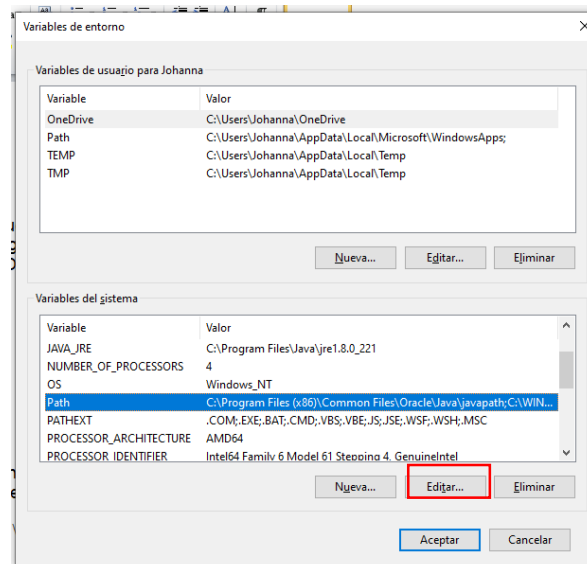 Variables de entorno
Variables de usuario para Johanna
Variable Valor
OneDrive C:\Users\Johanna\OneDrive
Path C:\Users\Johanna\AppData\Local\Microsoft\WindowsApps;
TEMP C:\Users\Johanna\AppData\Local\Temp
TMP C:\Users\Johanna\AppData\Local\Temp
Nueva... Editar... Eliminar
Variables del sistema
Variable Valor
JAVA_JRE C:\Program Files\Java\jre1.8.0_221
NUMBER_OF_PROCESSORS 4
OS Windows_NT
Path C:\Program Files (x86)\Common Files\Oracle\Java\javapath;C:\WIN...
PATHEXT .COM;.EXE;.BAT;.CMD;.VBS;.VBE;.JS;.JSE;.WSF;.WSH;.MSC
PROCESSOR_ARCHITECTURE AMD64
PROCESSOR_IDENTIFIER Intel64 Family 6 Model 61 Stepping 4, GenuineIntel
Nueva... Editar... Eliminar
Aceptar Cancelar